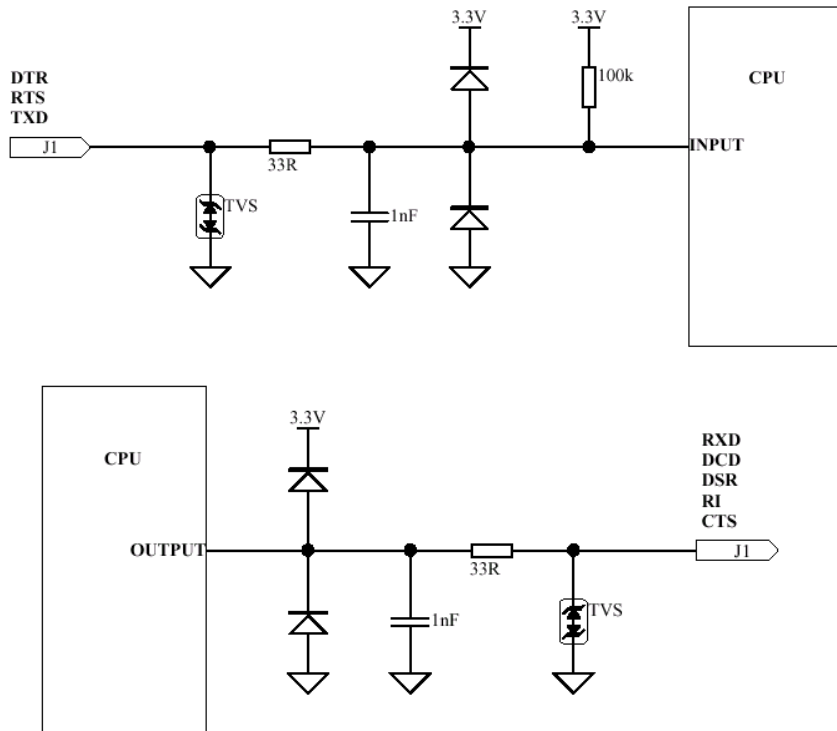 3.3V
3.3V
CPU
100k
DTR
RTS
TXD
J1
INPUT
33R
TVS
1nF
3.3V
CPU
RXD
DCD
DSR
RI
CTS
OUTPUT
J1
33R
TVS
1nF